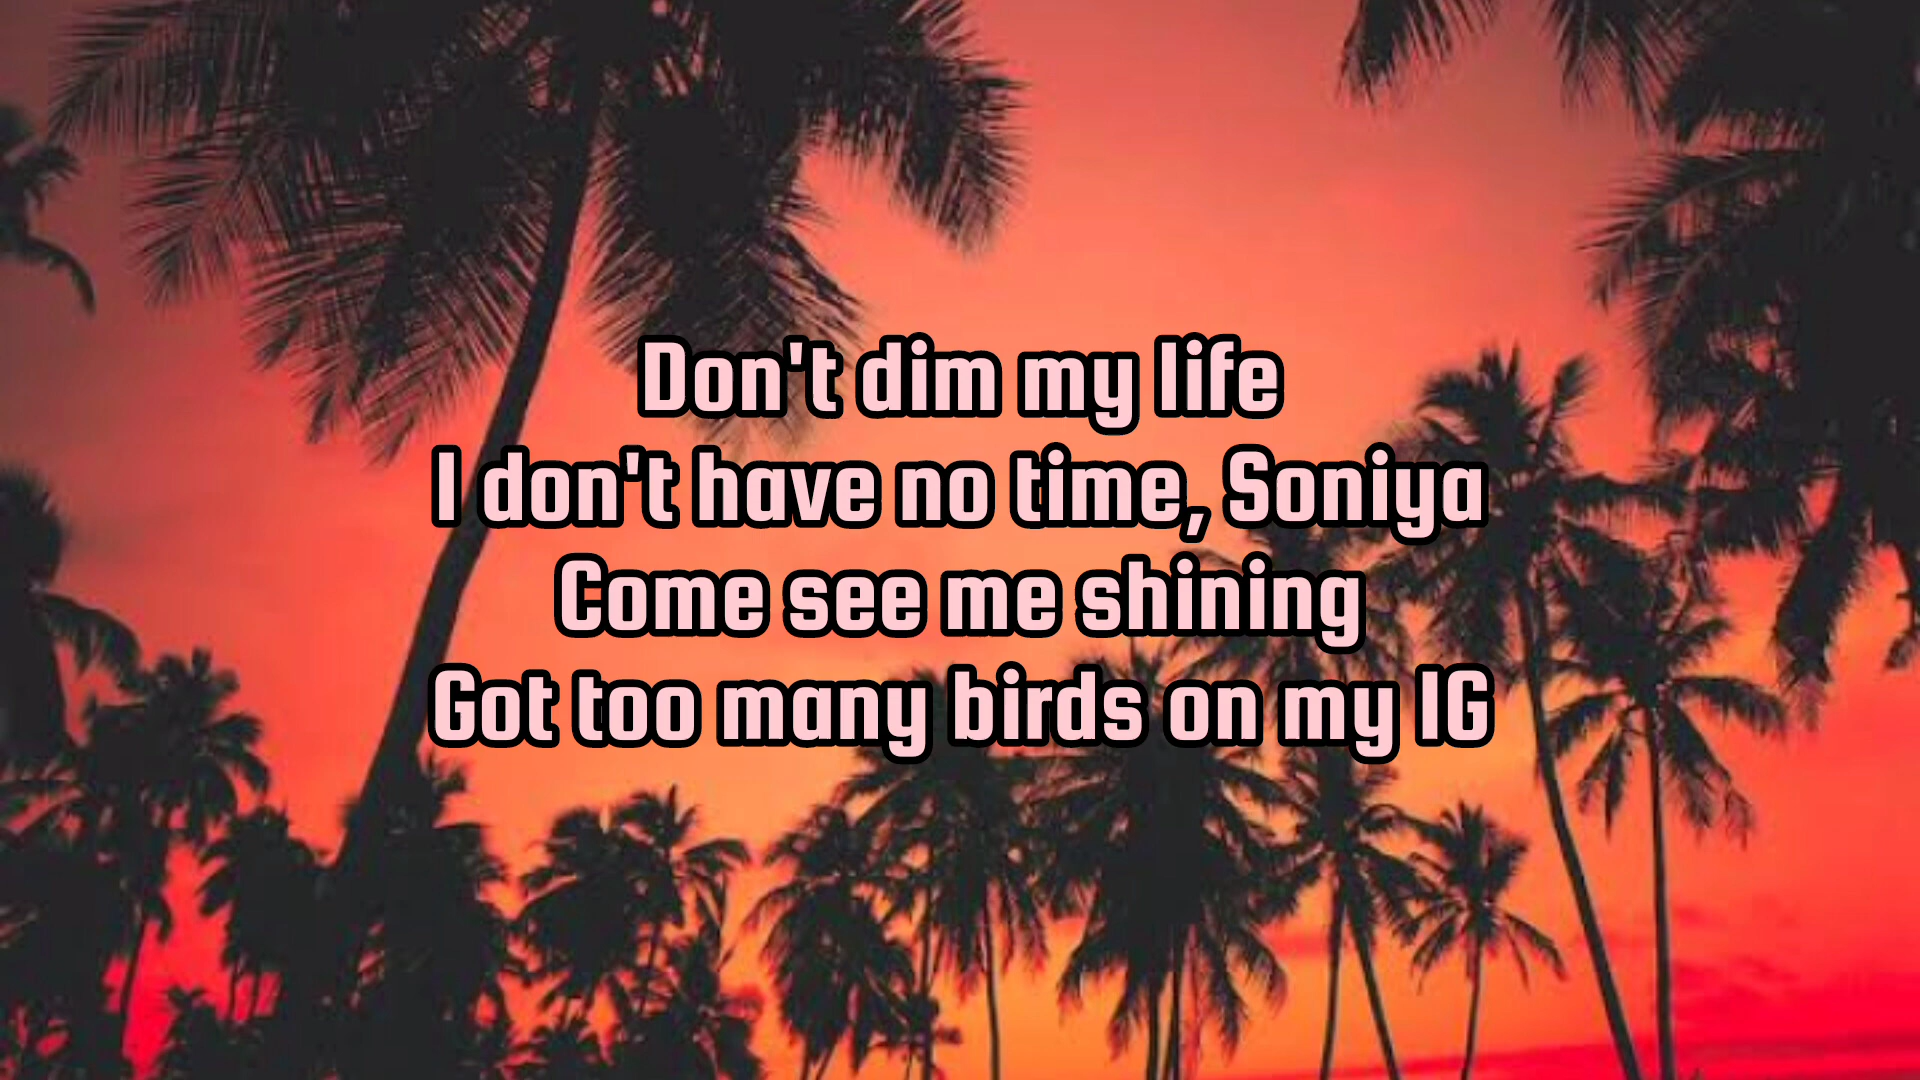 Don't dim my life
I don't have no time, Soniya
Come see me shining
Got too many birds on my IG